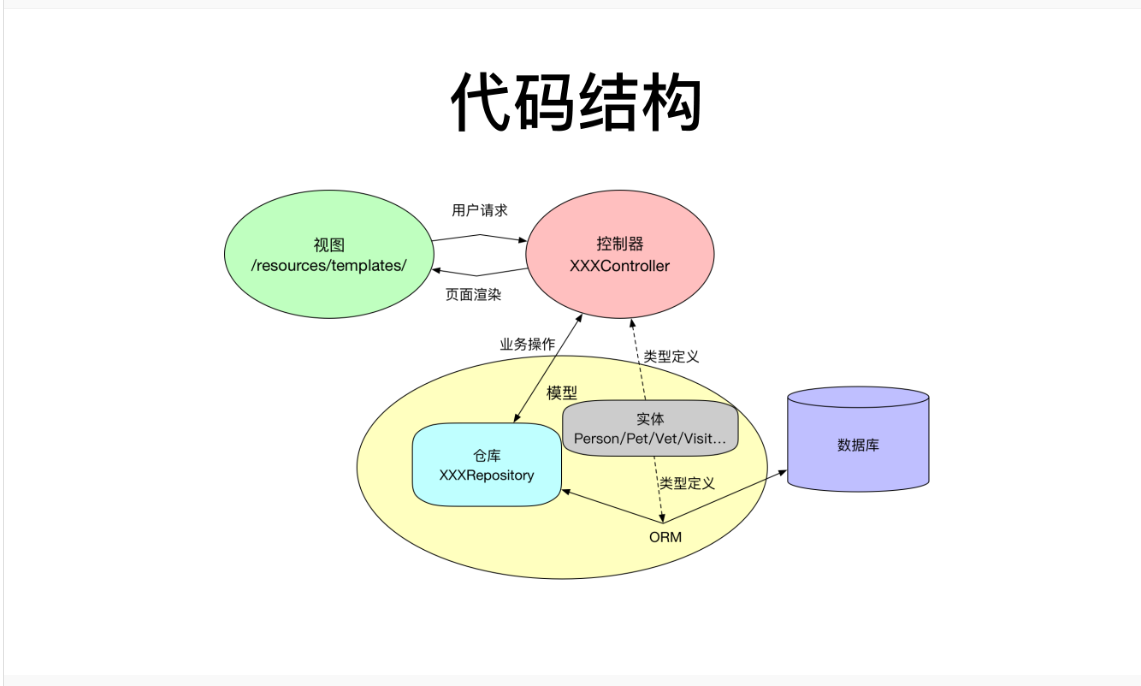 代码结构
用户请求
视图
/resources/templates/
控制器
XXXController
页面渲染
业务操作
类型定义
模型
实体
Person/Pet/Vet/Visit...
仓库
XXXRepository
数据库
类型定义
ORM